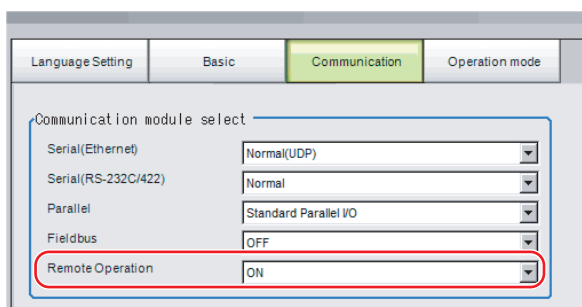 Language Setting Basic Communication Operation mode
Communication module select
Serial(Ethernet) Normal(UDP)
Serial(RS-232C/422) Normal
Parallel Standard Parallel I/O
Fieldbus OFF
Remote Operation ON